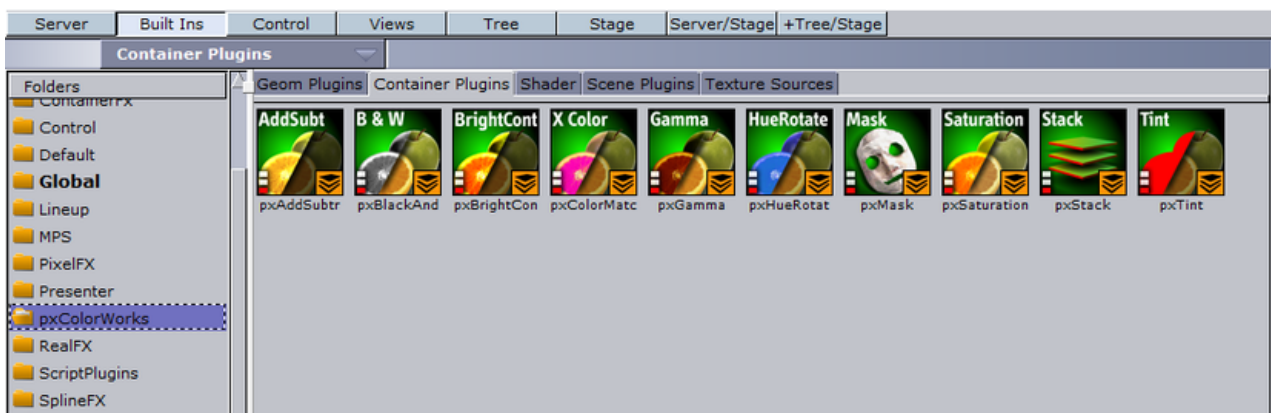 Server Built Ins Control Views Tree Stage Server/Stage +Tree/Stage
Container Plugins
Folders
Geom Plugins Container Plugins Shader Scene Plugins Texture Sources
ContainerFX
Control
Default
Global
Lineup
MPS
PixelFX
Presenter
pxColorWorks
RealFX
ScriptPlugins
SplineFX
AddSubt B & W BrightCont X Color Gamma HueRotate Mask Saturation Stack Tint
pxAddSubtr pxBlackAnd pxBrightCon pxColorMatc pxGamma pxHueRotat pxMask pxSaturation pxStack pxTint